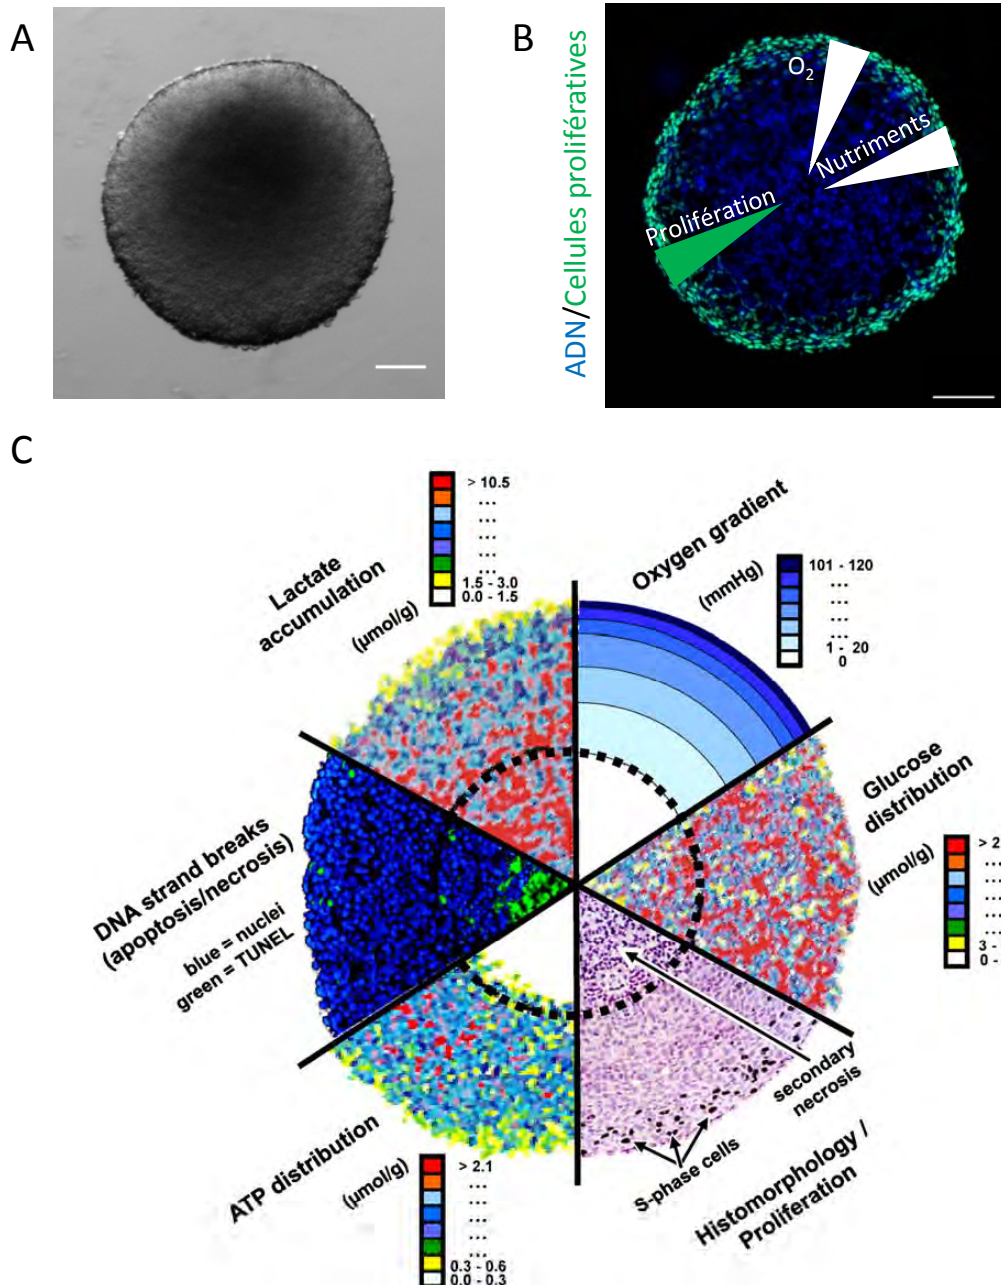 A
B
ADN/Cellules prolifératives
O2
Nutriments
Prolifération
C
Lactate
accumulation
(µmol/g)
> 10.5
...
...
...
...
...
1.5 - 3.0
0.0 - 1.5
Oxygen gradient
(mmHg)
101 - 120
...
...
...
...
1 - 20
0
Glucose
distribution
(µmol/g)
> 2
...
...
...
...
...
3 -
0 -
DNA strand breaks
(apoptosis/necrosis)
blue = nuclei
green = TUNEL
ATP distribution
(µmol/g)
> 2.1
...
...
...
...
...
0.3 - 0.6
0.0 - 0.3
secondary
necrosis
S-phase cells
Histomorphology /
Proliferation